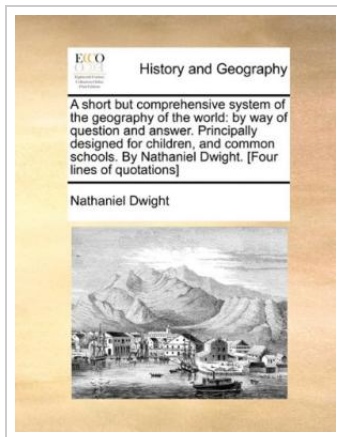 ECCO
History and Geography
A short but comprehensive system of
the geography of the world: by way of
question and answer. Principally
designed for children, and common
schools. By Nathaniel Dwight. [Four
lines of quotations]
Nathaniel Dwight